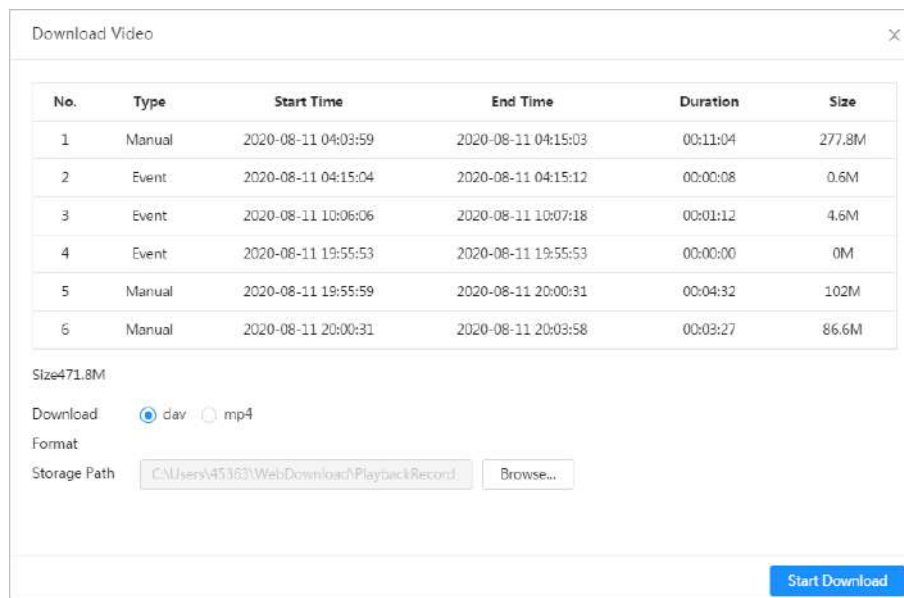 Download Video
No. Type Start Time End Time Duration Size
1 Manual 2020-08-11 04:03:59 2020-08-11 04:15:03 00:11:04 277.8M
2 Event 2020-08-11 04:15:04 2020-08-11 04:15:12 00:00:08 0.6M
3 Event 2020-08-11 10:06:06 2020-08-11 10:07:18 00:01:12 4.6M
4 Event 2020-08-11 19:55:53 2020-08-11 19:55:53 00:00:00 0M
5 Manual 2020-08-11 19:55:59 2020-08-11 20:00:31 00:04:32 102M
6 Manual 2020-08-11 20:00:31 2020-08-11 20:03:58 00:03:27 86.6M
Size471.8M
Download dav mp4
Format
Storage Path C:\Users\45363\WebDownload\PlaybackRecord Browse...
Start Download